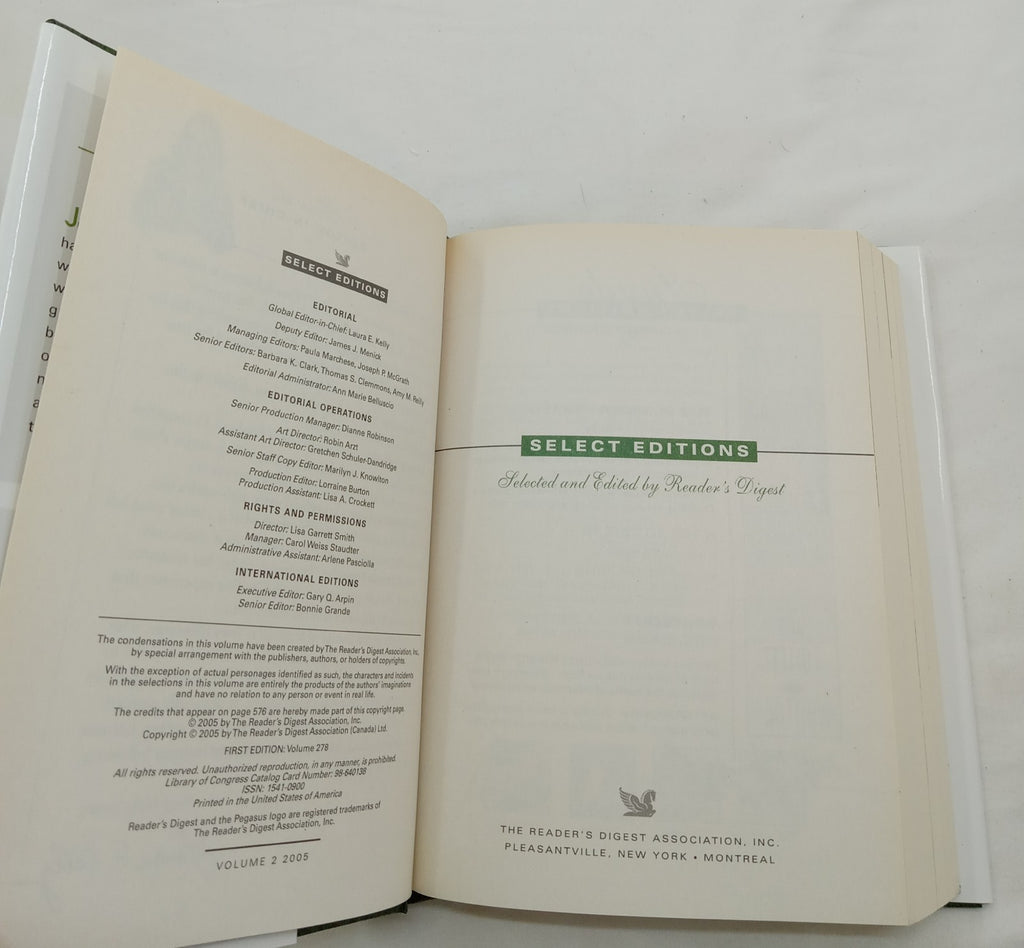 J
ha
w
w
g
b
o
n
a
t
SELECT EDITIONS
EDITORIAL
Global Editor-in-Chief: Laura E. Kelly
Deputy Editor: James J. Menick
Managing Editors: Paula Marchese, Joseph P. McGrath
Senior Editors: Barbara K. Clark, Thomas S. Clemmons, Amy M. Reilly
Editorial Administrator: Ann Marie Belluscio
EDITORIAL OPERATIONS
Senior Production Manager: Dianne Robinson
Art Director: Robin Arzt
Assistant Art Director: Gretchen Schuler-Dandridge
Senior Staff Copy Editor: Marilyn J. Knowlton
Production Editor: Lorraine Burton
Production Assistant: Lisa A. Crockett
RIGHTS AND PERMISSIONS
Director: Lisa Garrett Smith
Manager: Carol Weiss Staudter
Administrative Assistant: Arlene Pasciolla
INTERNATIONAL EDITIONS
Executive Editor: Gary Q. Arpin
Senior Editor: Bonnie Grande
The condensations in this volume have been created by The Reader's Digest Association, Inc.,
by special arrangement with the publishers, authors, or holders of copyrights.
With the exception of actual personages identified as such, the characters and incidents
in the selections in this volume are entirely the products of the authors' imaginations
and have no relation to any person or event in real life.
The credits that appear on page 576 are hereby made part of this copyright page.
© 2005 by The Reader's Digest Association, Inc.
Copyright © 2005 by The Reader's Digest Association (Canada) Ltd.
FIRST EDITION: Volume 278
All rights reserved. Unauthorized reproduction, in any manner, is prohibited.
Library of Congress Catalog Card Number: 98-640138
ISSN: 1541-0900
Printed in the United States of America
Reader's Digest and the Pegasus logo are registered trademarks of
The Reader's Digest Association, Inc.
VOLUME 2 2005
SELECT EDITIONS
Selected and Edited by Reader's Digest
THE READER'S DIGEST ASSOCIATION, INC.
PLEASANTVILLE, NEW YORK • MONTREAL